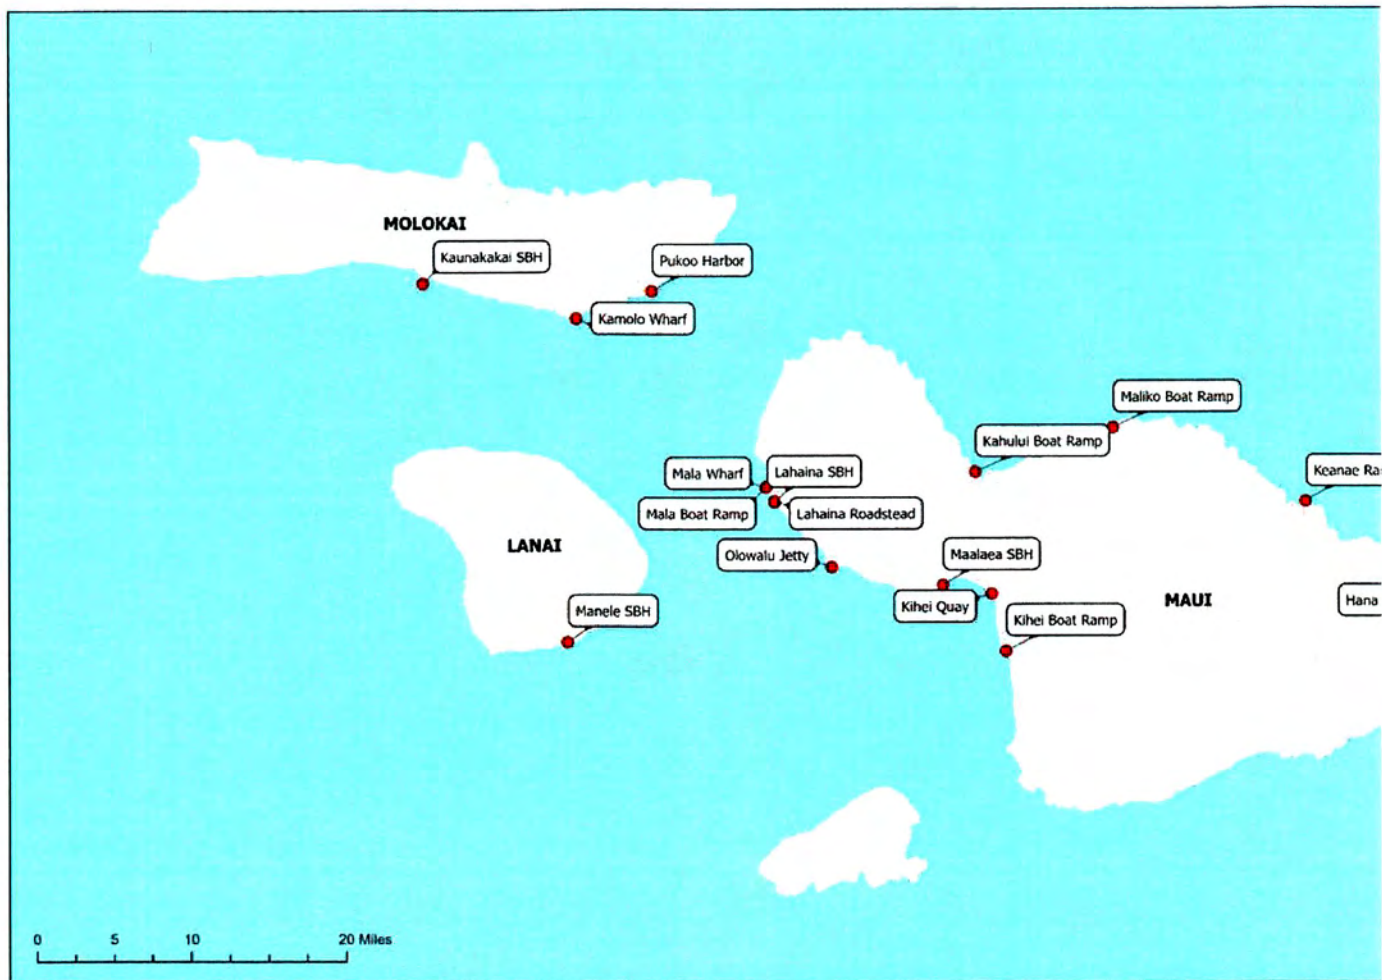 MOLOKAI
Kaunakakai SBH
Pukoo Harbor
Kamolo Wharf
Maliko Boat Ramp
Kahului Boat Ramp
Mala Wharf
Lahaina SBH
Keanae Ra
Mala Boat Ramp
Lahaina Roadstead
LANAI
Olowalu Jetty
Maalaea SBH
MAUI
Hana
Kihei Quay
Manele SBH
Kihei Boat Ramp
0 5 10 20 Miles